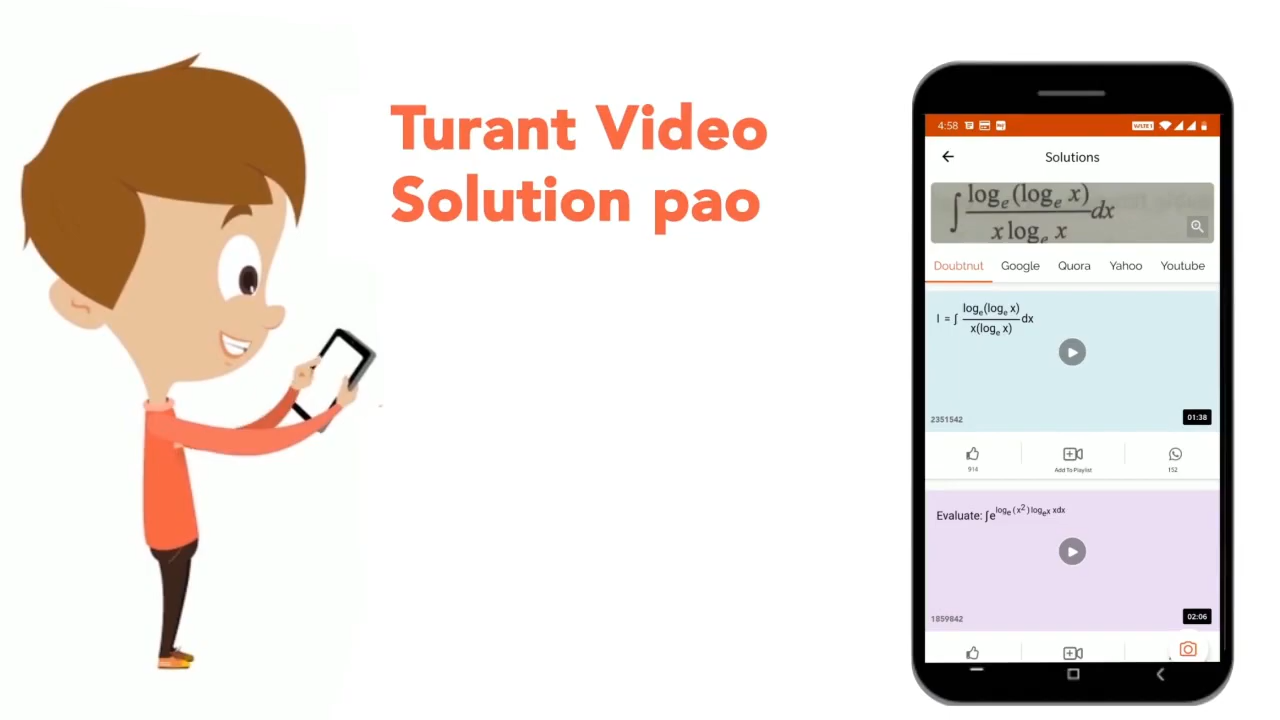 Turant Video
Solution pao
4:58
Solutions
∫ logₑ(logₑ x) / x logₑ x dx
Doubtnut Google Quora Yahoo Youtube
I = ∫ logₑ(logₑ x) / x(logₑ x) dx
2351542 01:38
914 Add To Playlist 152
Evaluate: ∫e^logₑ(x²)logₑx xdx
1859842 02:06